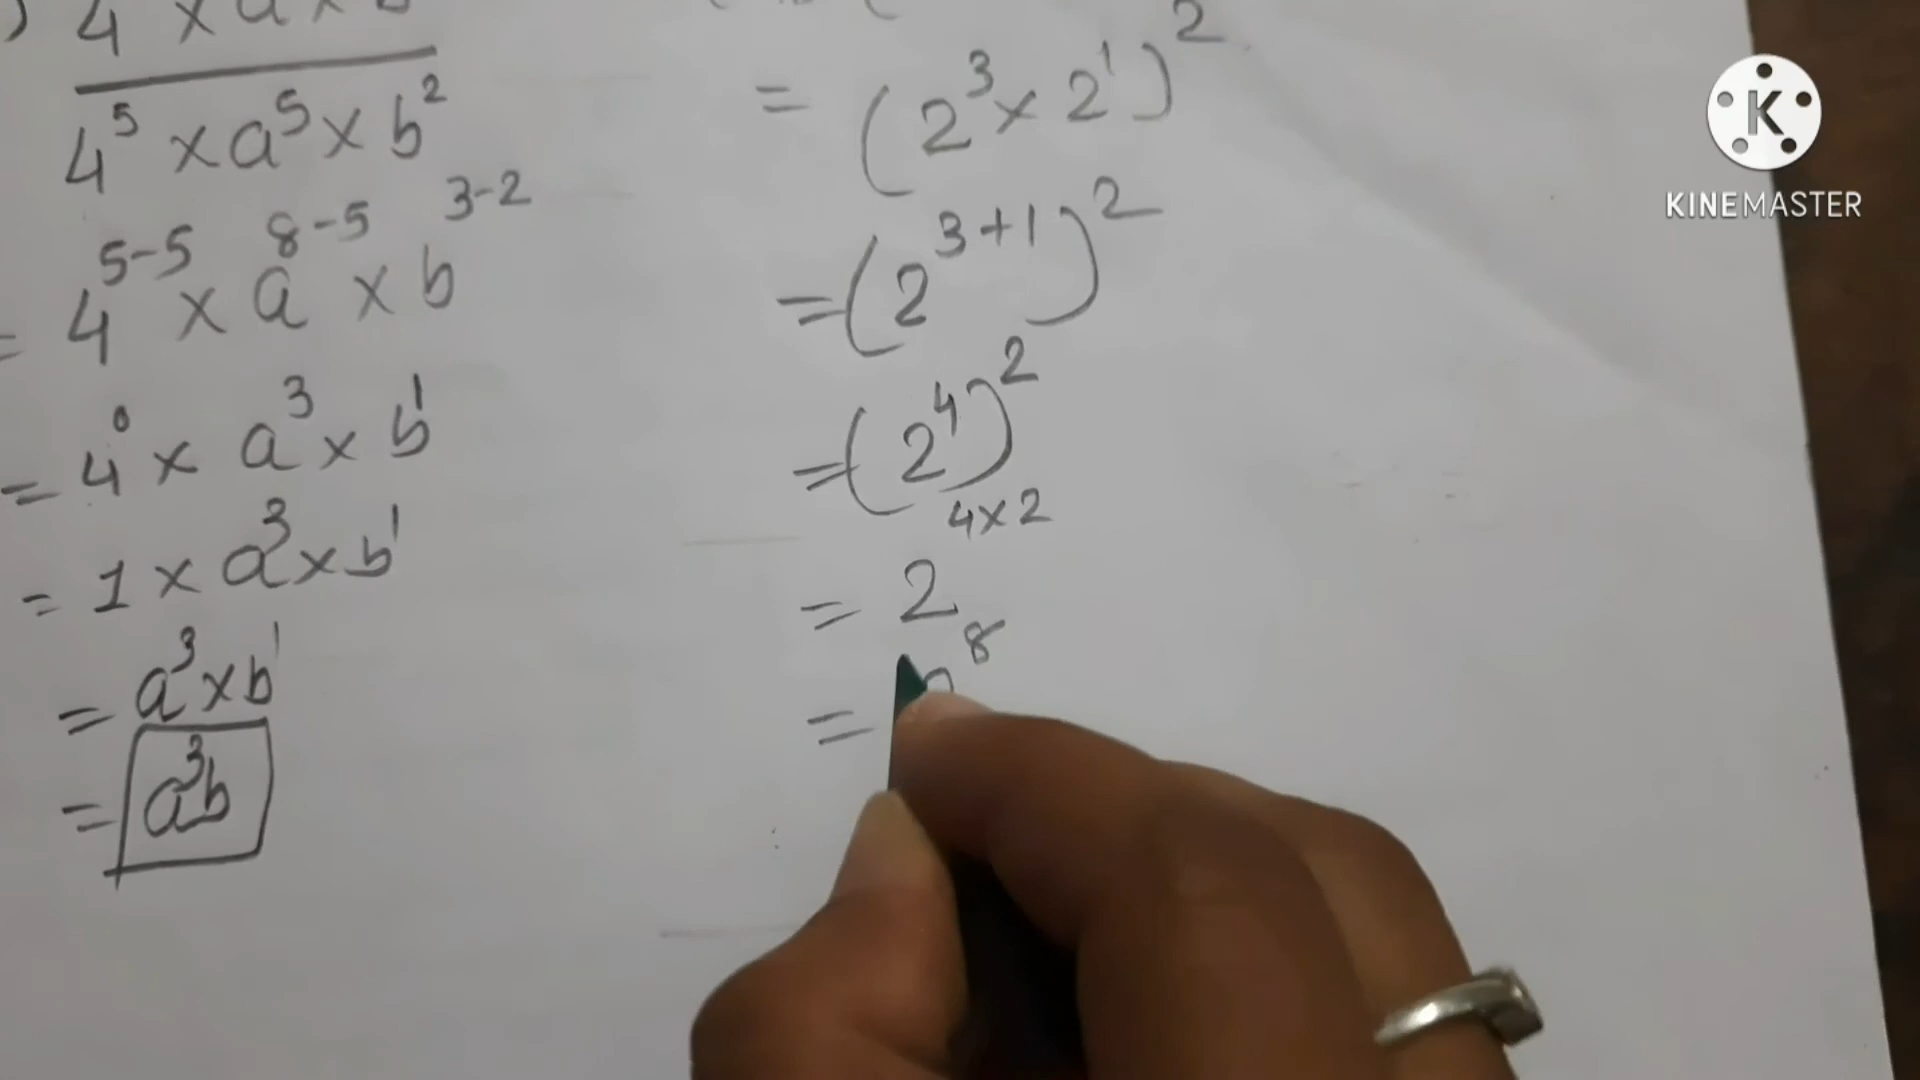 4 × a × b
4⁵ × a⁵ × b²
= 4⁵⁻⁵ × a⁸⁻⁵ × b³⁻²
= 4⁰ × a³ × b¹
= 1 × a³ × b¹
= a³ × b¹
= a³b
= (2³ × 2¹)²
= (2³⁺¹)²
= (2⁴)²
= 2⁴ˣ²
= 2⁸
K
KINEMASTER